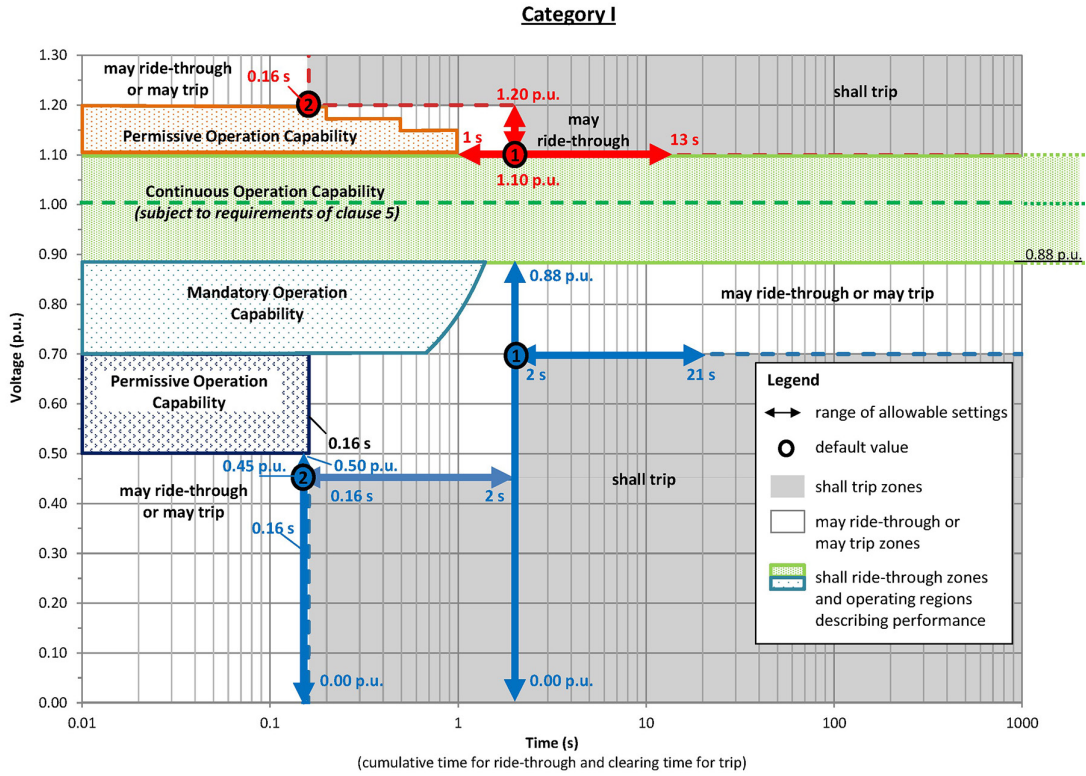 Category I
Voltage (p.u.)
1.30
1.20
1.10
1.00
0.90
0.80
0.70
0.60
0.50
0.40
0.30
0.20
0.10
0.00
may ride-through
or may trip
0.16 s
2
Permissive Operation Capability
1.20 p.u.
may
ride-through
shall trip
1 s
1
13 s
1.10 p.u.
Continuous Operation Capability
(subject to requirements of clause 5)
0.88 p.u.
0.88 p.u.
Mandatory Operation
Capability
may ride-through or may trip
1
2 s
21 s
Permissive Operation
Capability
0.16 s
0.45 p.u.
0.50 p.u.
2
may ride-through
or may trip
0.16 s
2 s
shall trip
0.16 s
0.00 p.u.
0.00 p.u.
Legend
range of allowable settings
default value
shall trip zones
may ride-through or
may trip zones
shall ride-through zones
and operating regions
describing performance
0.01
0.1
1
10
100
1000
Time (s)
(cumulative time for ride-through and clearing time for trip)